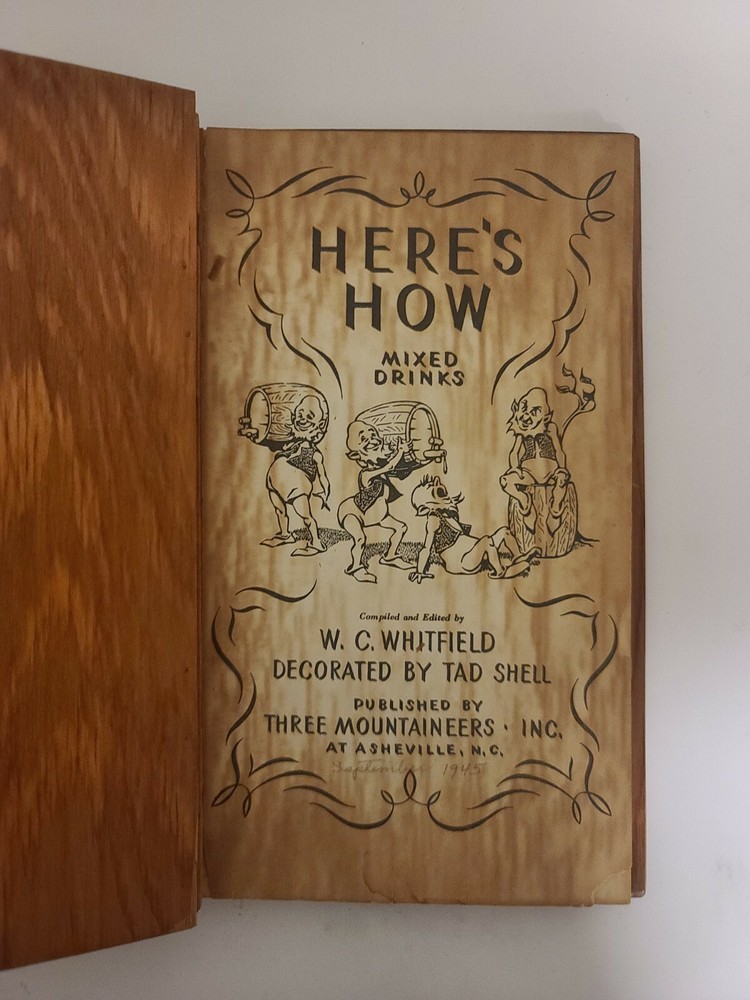 HERE'S
HOW
MIXED
DRINKS
Compiled and Edited by
W. C. WHITFIELD
DECORATED BY TAD SHELL
PUBLISHED BY
THREE MOUNTAINEERS · INC.
AT ASHEVILLE, N.C.
September 1945